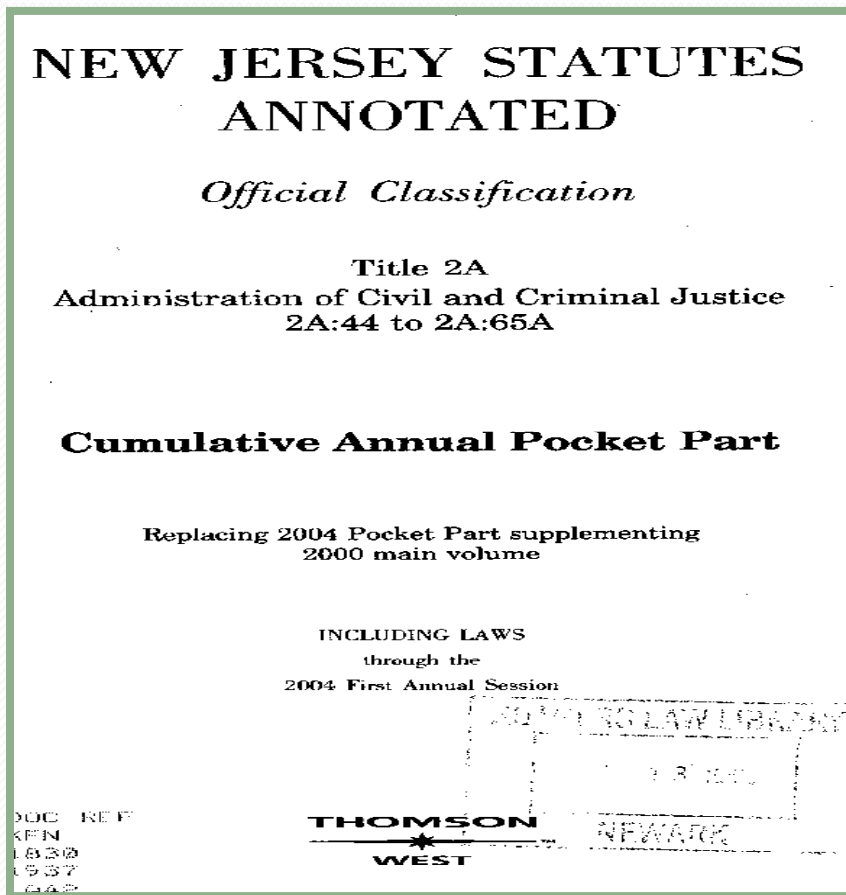 NEW JERSEY STATUTES
ANNOTATED
Official Classification
Title 2A
Administration of Civil and Criminal Justice
2A:44 to 2A:65A
Cumulative Annual Pocket Part
Replacing 2004 Pocket Part supplementing
2000 main volume
INCLUDING LAWS
through the
2004 First Annual Session
LAW LIBRARY
NEWARK
DOC REF
KFN
1830
1937
THOMSON
WEST